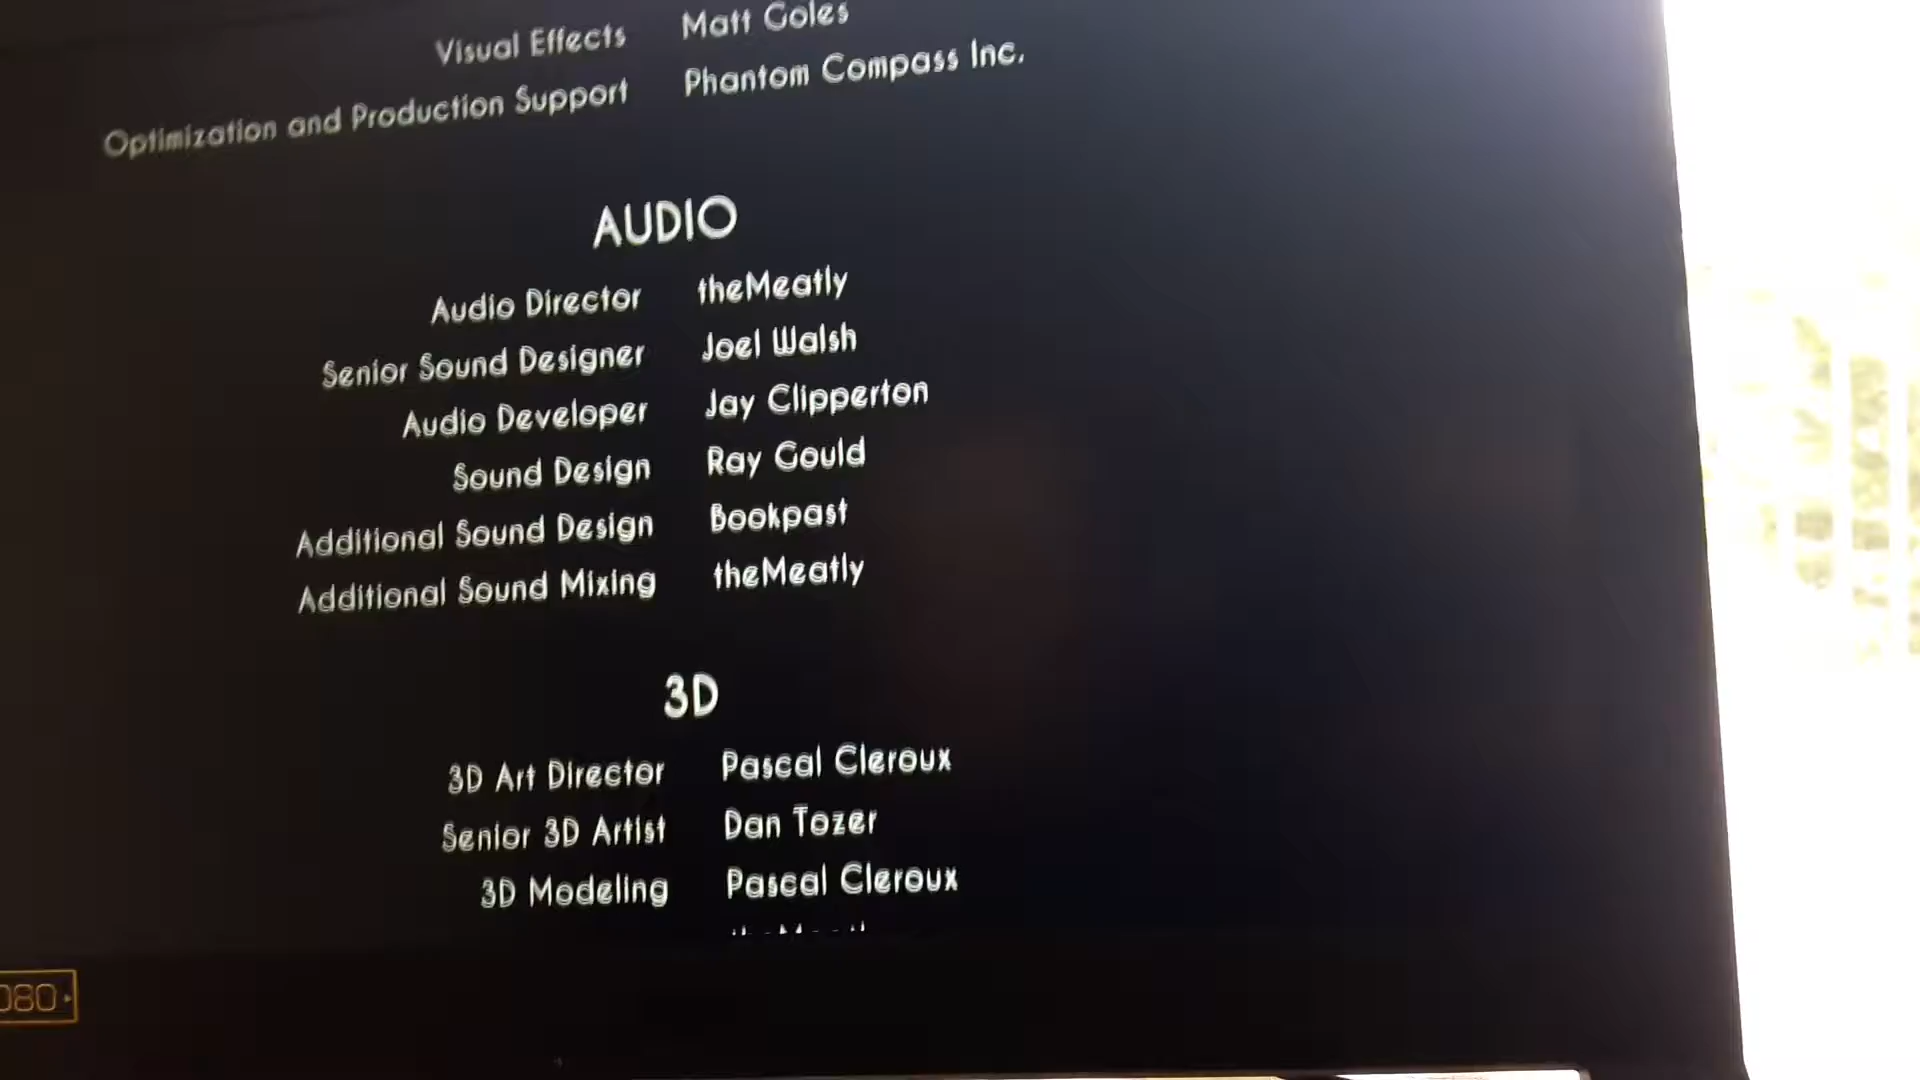 Visual Effects Matt Goles
Optimization and Production Support Phantom Compass Inc.
AUDIO
Audio Director theMeatly
Senior Sound Designer Joel Walsh
Audio Developer Jay Clipperton
Sound Design Ray Gould
Additional Sound Design Bookpast
Additional Sound Mixing theMeatly
3D
3D Art Director Pascal Cleroux
Senior 3D Artist Dan Tozer
3D Modeling Pascal Cleroux
080